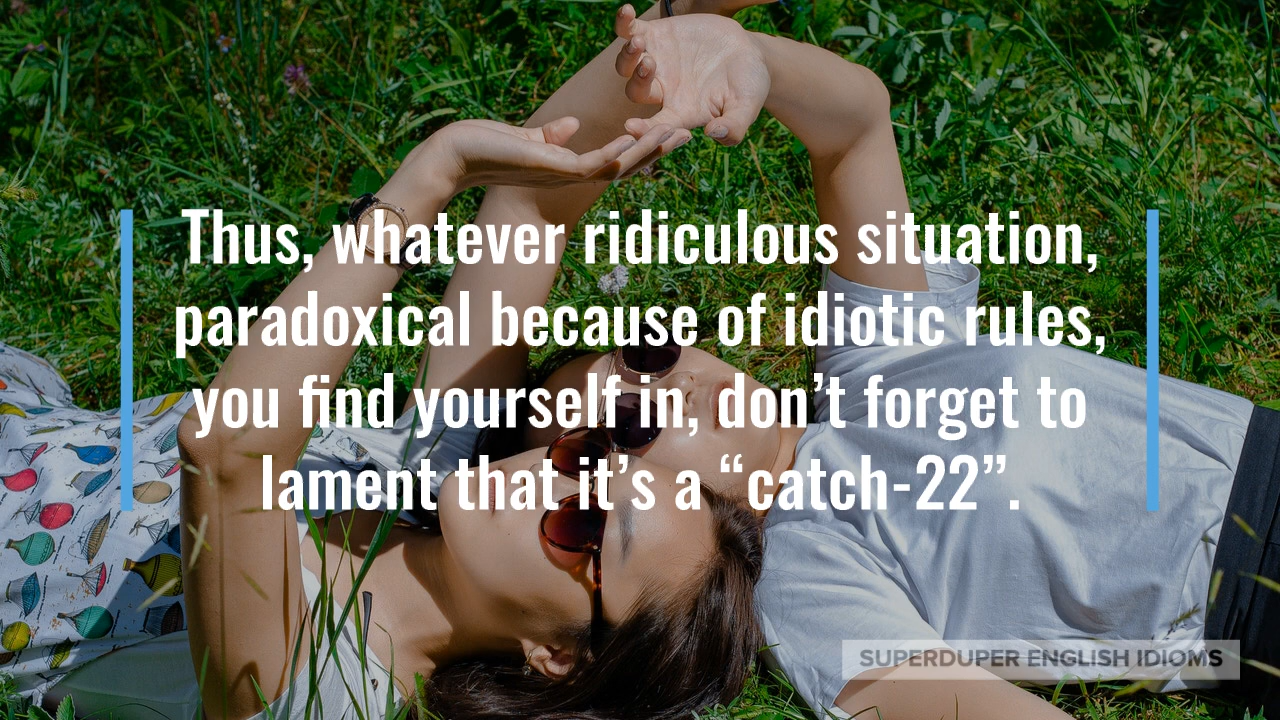 Thus, whatever ridiculous situation,
paradoxical because of idiotic rules,
you find yourself in, don’t forget to
lament that it’s a “catch-22”.
SUPERDUPER ENGLISH IDIOMS